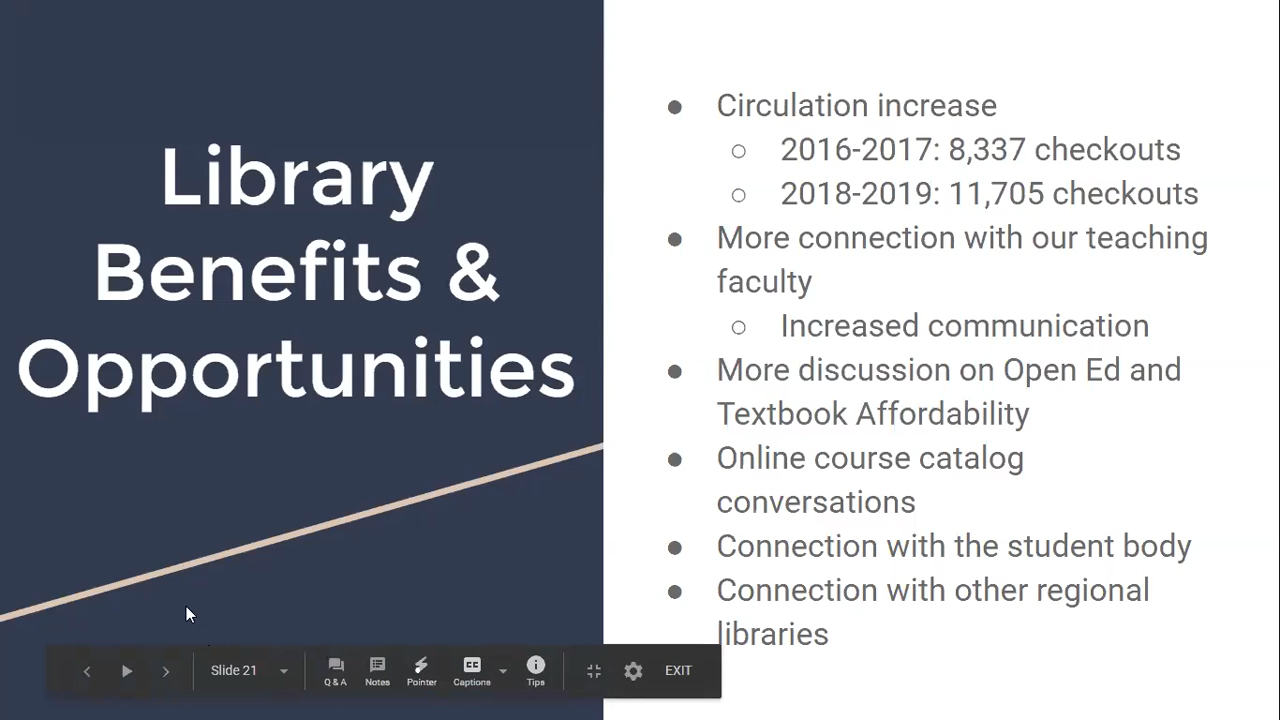 Library
Benefits &
Opportunities
● Circulation increase
○ 2016-2017: 8,337 checkouts
○ 2018-2019: 11,705 checkouts
● More connection with our teaching
faculty
○ Increased communication
● More discussion on Open Ed and
Textbook Affordability
● Online course catalog
conversations
● Connection with the student body
● Connection with other regional
libraries
Slide 21
Q & A
Notes
Pointer
CC
Captions
Tips
EXIT